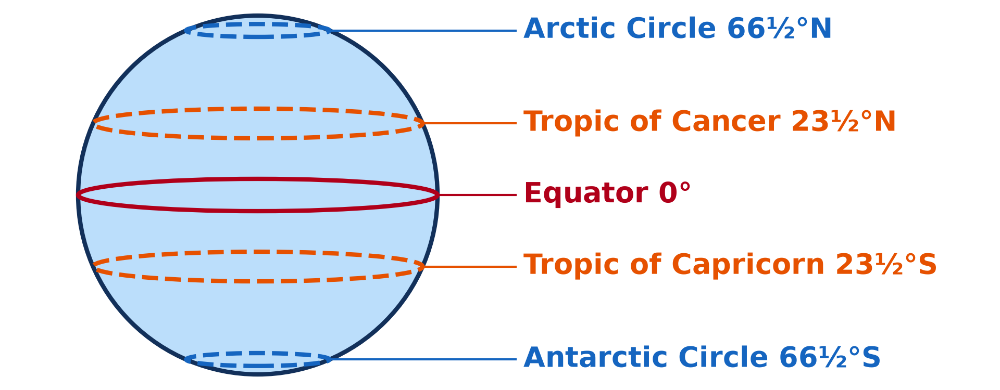 Arctic Circle 66½°N
Tropic of Cancer 23½°N
Equator 0°
Tropic of Capricorn 23½°S
Antarctic Circle 66½°S